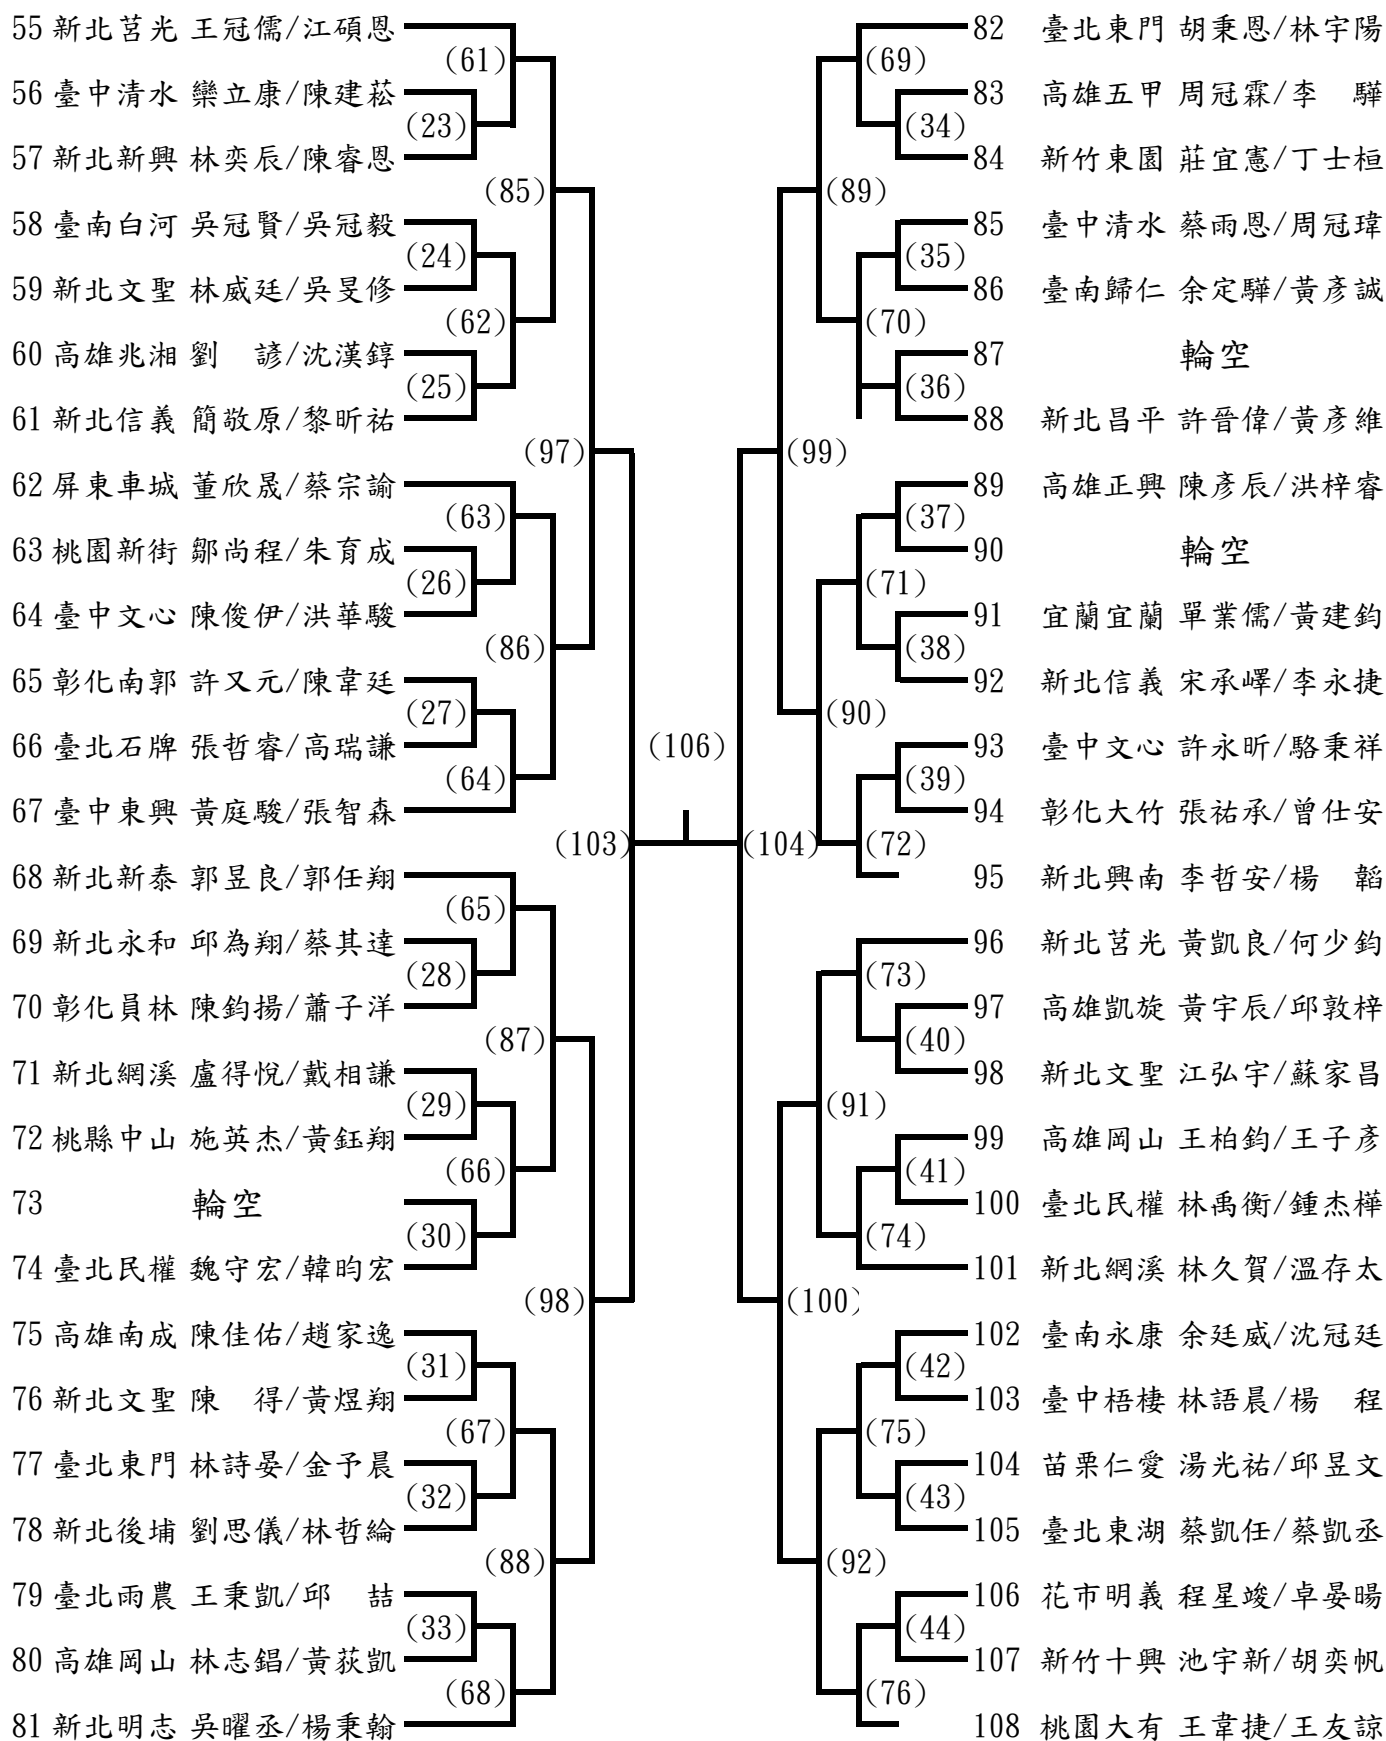 55 新北莒光 王冠儒/江碩恩
(61)
56 臺中清水 欒立康/陳建菘
(23)
57 新北新興 林奕辰/陳睿恩
(85)
58 臺南白河 吳冠賢/吳冠毅
(24)
59 新北文聖 林威廷/吳旻修
(62)
60 高雄兆湘 劉　諺/沈漢錞
(25)
61 新北信義 簡敬原/黎昕祐
(97)
62 屏東車城 董欣晟/蔡宗諭
(63)
63 桃園新街 鄒尚程/朱育成
(26)
64 臺中文心 陳俊伊/洪華駿
(86)
65 彰化南郭 許又元/陳韋廷
(27)
66 臺北石牌 張哲睿/高瑞謙
(64)
67 臺中東興 黃庭駿/張智森
(103)
68 新北新泰 郭昱良/郭任翔
(65)
69 新北永和 邱為翔/蔡其達
(28)
70 彰化員林 陳鈞揚/蕭子洋
(87)
71 新北網溪 盧得悅/戴相謙
(29)
72 桃縣中山 施英杰/黃鈺翔
(66)
73 輪空
(30)
74 臺北民權 魏守宏/韓昀宏
(98)
75 高雄南成 陳佳佑/趙家逸
(31)
76 新北文聖 陳　得/黃煜翔
(67)
77 臺北東門 林詩晏/金予晨
(32)
78 新北後埔 劉思儀/林哲綸
(88)
79 臺北雨農 王秉凱/邱　喆
(33)
80 高雄岡山 林志錩/黃荻凱
(68)
81 新北明志 吳曜丞/楊秉翰
(106)
82 臺北東門 胡秉恩/林宇陽
(69)
83 高雄五甲 周冠霖/李　驊
(34)
84 新竹東園 莊宜憲/丁士桓
(89)
85 臺中清水 蔡雨恩/周冠瑋
(35)
86 臺南歸仁 余定驊/黃彥誠
(70)
87 輪空
(36)
88 新北昌平 許晉偉/黃彥維
(99)
89 高雄正興 陳彥辰/洪梓睿
(37)
90 輪空
(71)
91 宜蘭宜蘭 單業儒/黃建鈞
(38)
92 新北信義 宋承嶧/李永捷
(90)
93 臺中文心 許永昕/駱秉祥
(39)
94 彰化大竹 張祐承/曾仕安
(104)
(72)
95 新北興南 李哲安/楊　韜
96 新北莒光 黃凱良/何少鈞
(73)
97 高雄凱旋 黃宇辰/邱敦梓
(40)
98 新北文聖 江弘宇/蘇家昌
(91)
99 高雄岡山 王柏鈞/王子彥
(41)
100 臺北民權 林禹衡/鍾杰樺
(74)
101 新北網溪 林久賀/溫存太
(100)
102 臺南永康 余廷威/沈冠廷
(42)
103 臺中梧棲 林語晨/楊　程
(75)
104 苗栗仁愛 湯光祐/邱昱文
(43)
105 臺北東湖 蔡凱任/蔡凱丞
(92)
106 花市明義 程星竣/卓晏暘
(44)
107 新竹十興 池宇新/胡奕帆
(76)
108 桃園大有 王韋捷/王友諒